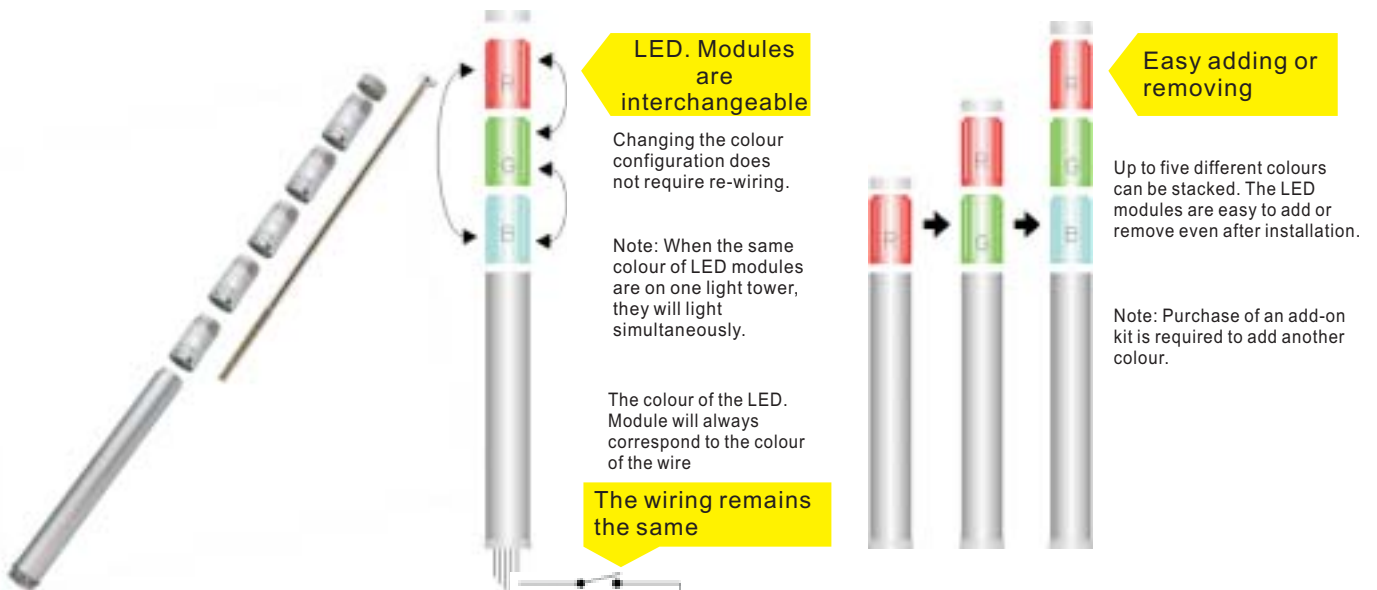 LED. Modules
are
interchangeable
Changing the colour
configuration does
not require re-wiring.
Note: When the same
colour of LED modules
are on one light tower,
they will light
simultaneously.
The colour of the LED.
Module will always
correspond to the colour
of the wire
The wiring remains
the same
R
G
B
R
R
G
R
G
B
Easy adding or
removing
Up to five different colours
can be stacked. The LED
modules are easy to add or
remove even after installation.
Note: Purchase of an add-on
kit is required to add another
colour.